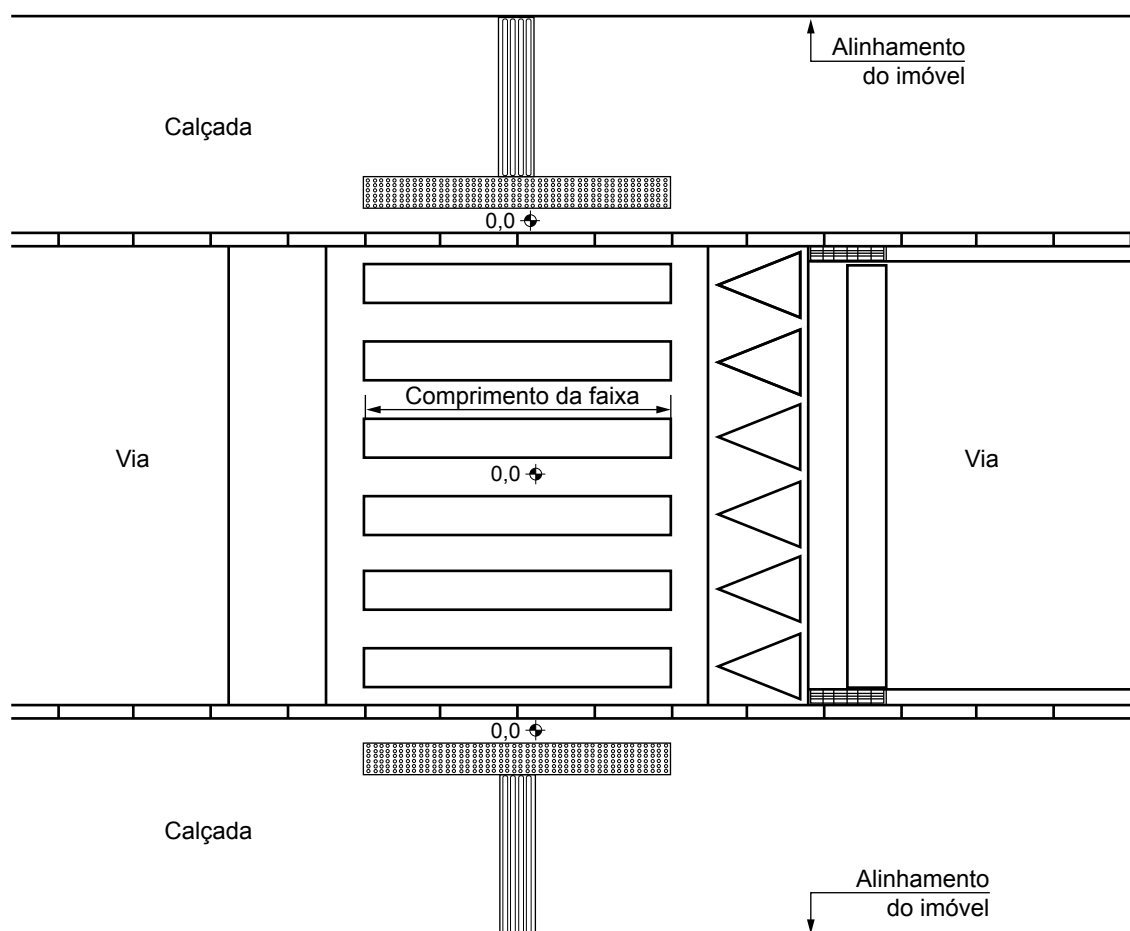 Alinhamento
do imóvel
Calçada
0,0
Comprimento da faixa
Via
Via
0,0
0,0
Calçada
Alinhamento
do imóvel